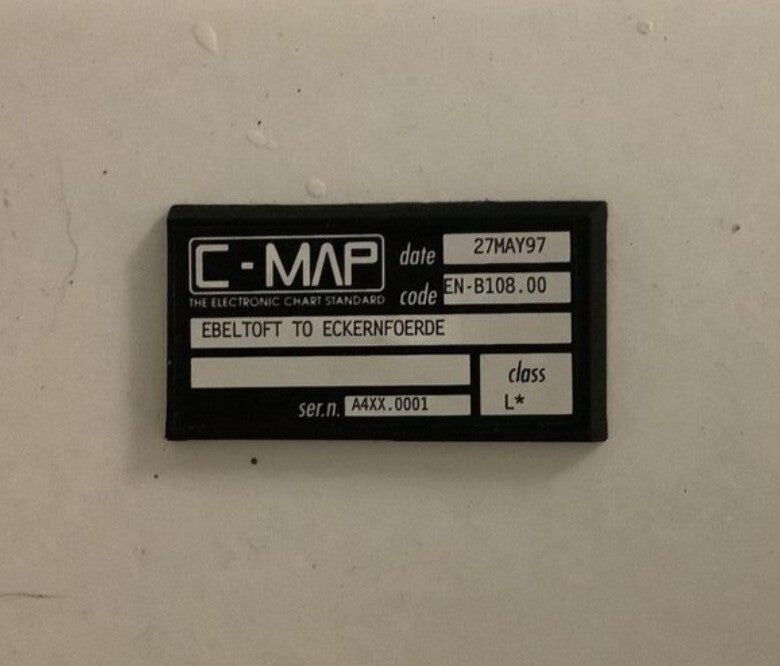 C-MAP
THE ELECTRONIC CHART STANDARD
date 27MAY97
code EN-B108.00
EBELTOFT TO ECKERNFOERDE
class
L*
ser.n. A4XX.0001